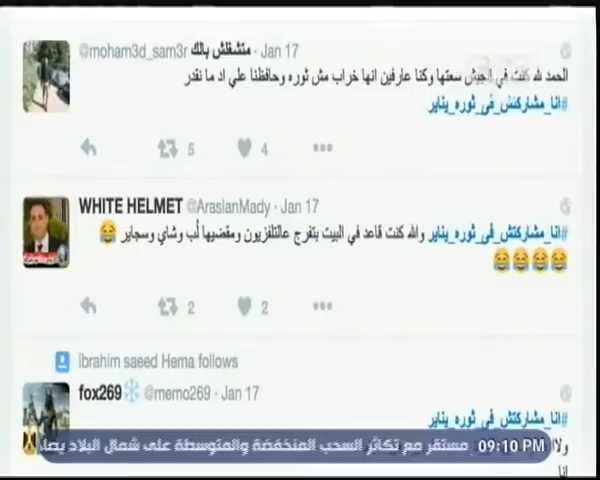 متشغلش بالك @moham3d_sam3r · Jan 17
الحمد لله كنت في الجيش سعتها وكنا عارفين انها خراب مش ثوره وحافظنا علي اد ما نقدر
#انا_مشاركتش_في_ثوره_يناير
5 4
WHITE HELMET @AraslanMady · Jan 17
#انا_مشاركتش_في_ثوره_يناير والله كنت قاعد في البيت بتفرج عالتلفزيون ومقضيها لُب وشاي وسجاير 😂
😂😂😂😂
2 2
Ibrahim saeed Hema follows
fox269❄ @memo269 · Jan 17
#انا_مشاركتش_في_ثوره_يناير
09:10 PM مستقر مع تكاثر السحب المنخفضة والمتوسطة على شمال البلاد
انا